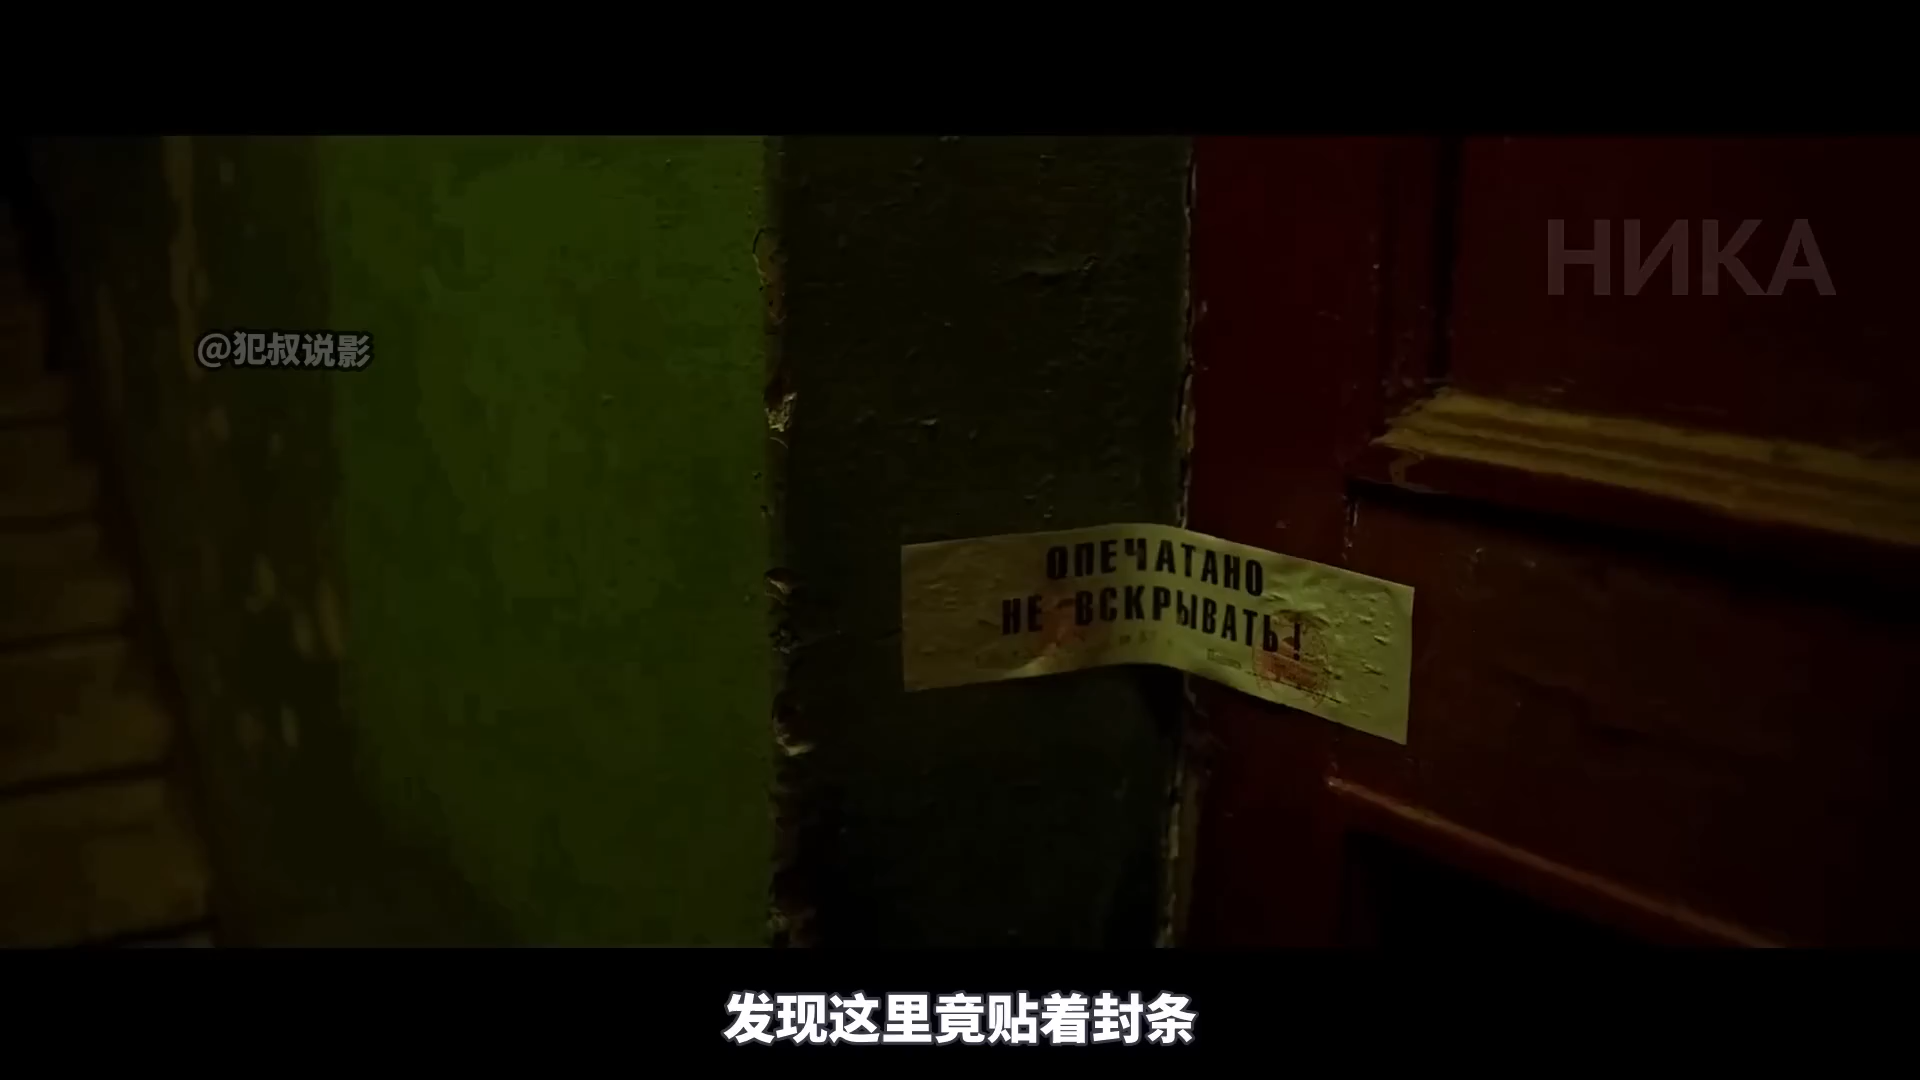 НИКА
@犯叔说影
ОПЕЧАТАНО
НЕ ВСКРЫВАТЬ!
发现这里竟贴着封条